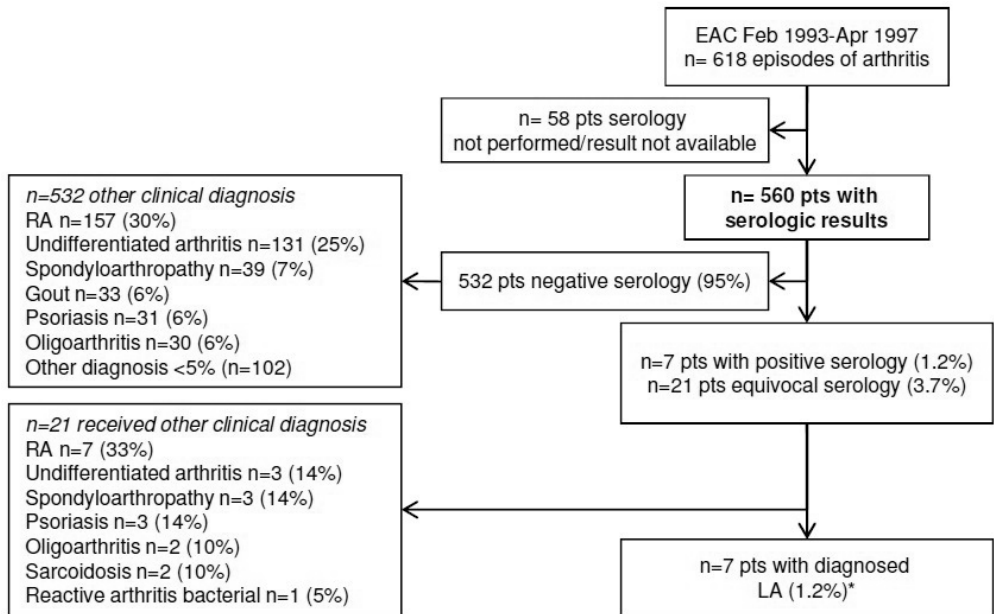 EAC Feb 1993-Apr 1997
n= 618 episodes of arthritis
n= 58 pts serology
not performed/result not available
n= 560 pts with
serologic results
532 pts negative serology (95%)
n=532 other clinical diagnosis
RA n=157 (30%)
Undifferentiated arthritis n=131 (25%)
Spondyloarthropathy n=39 (7%)
Gout n=33 (6%)
Psoriasis n=31 (6%)
Oligoarthritis n=30 (6%)
Other diagnosis <5% (n=102)
n=7 pts with positive serology (1.2%)
n=21 pts equivocal serology (3.7%)
n=21 received other clinical diagnosis
RA n=7 (33%)
Undifferentiated arthritis n=3 (14%)
Spondyloarthropathy n=3 (14%)
Psoriasis n=3 (14%)
Oligoarthritis n=2 (10%)
Sarcoidosis n=2 (10%)
Reactive arthritis bacterial n=1 (5%)
n=7 pts with diagnosed
LA (1.2%)*